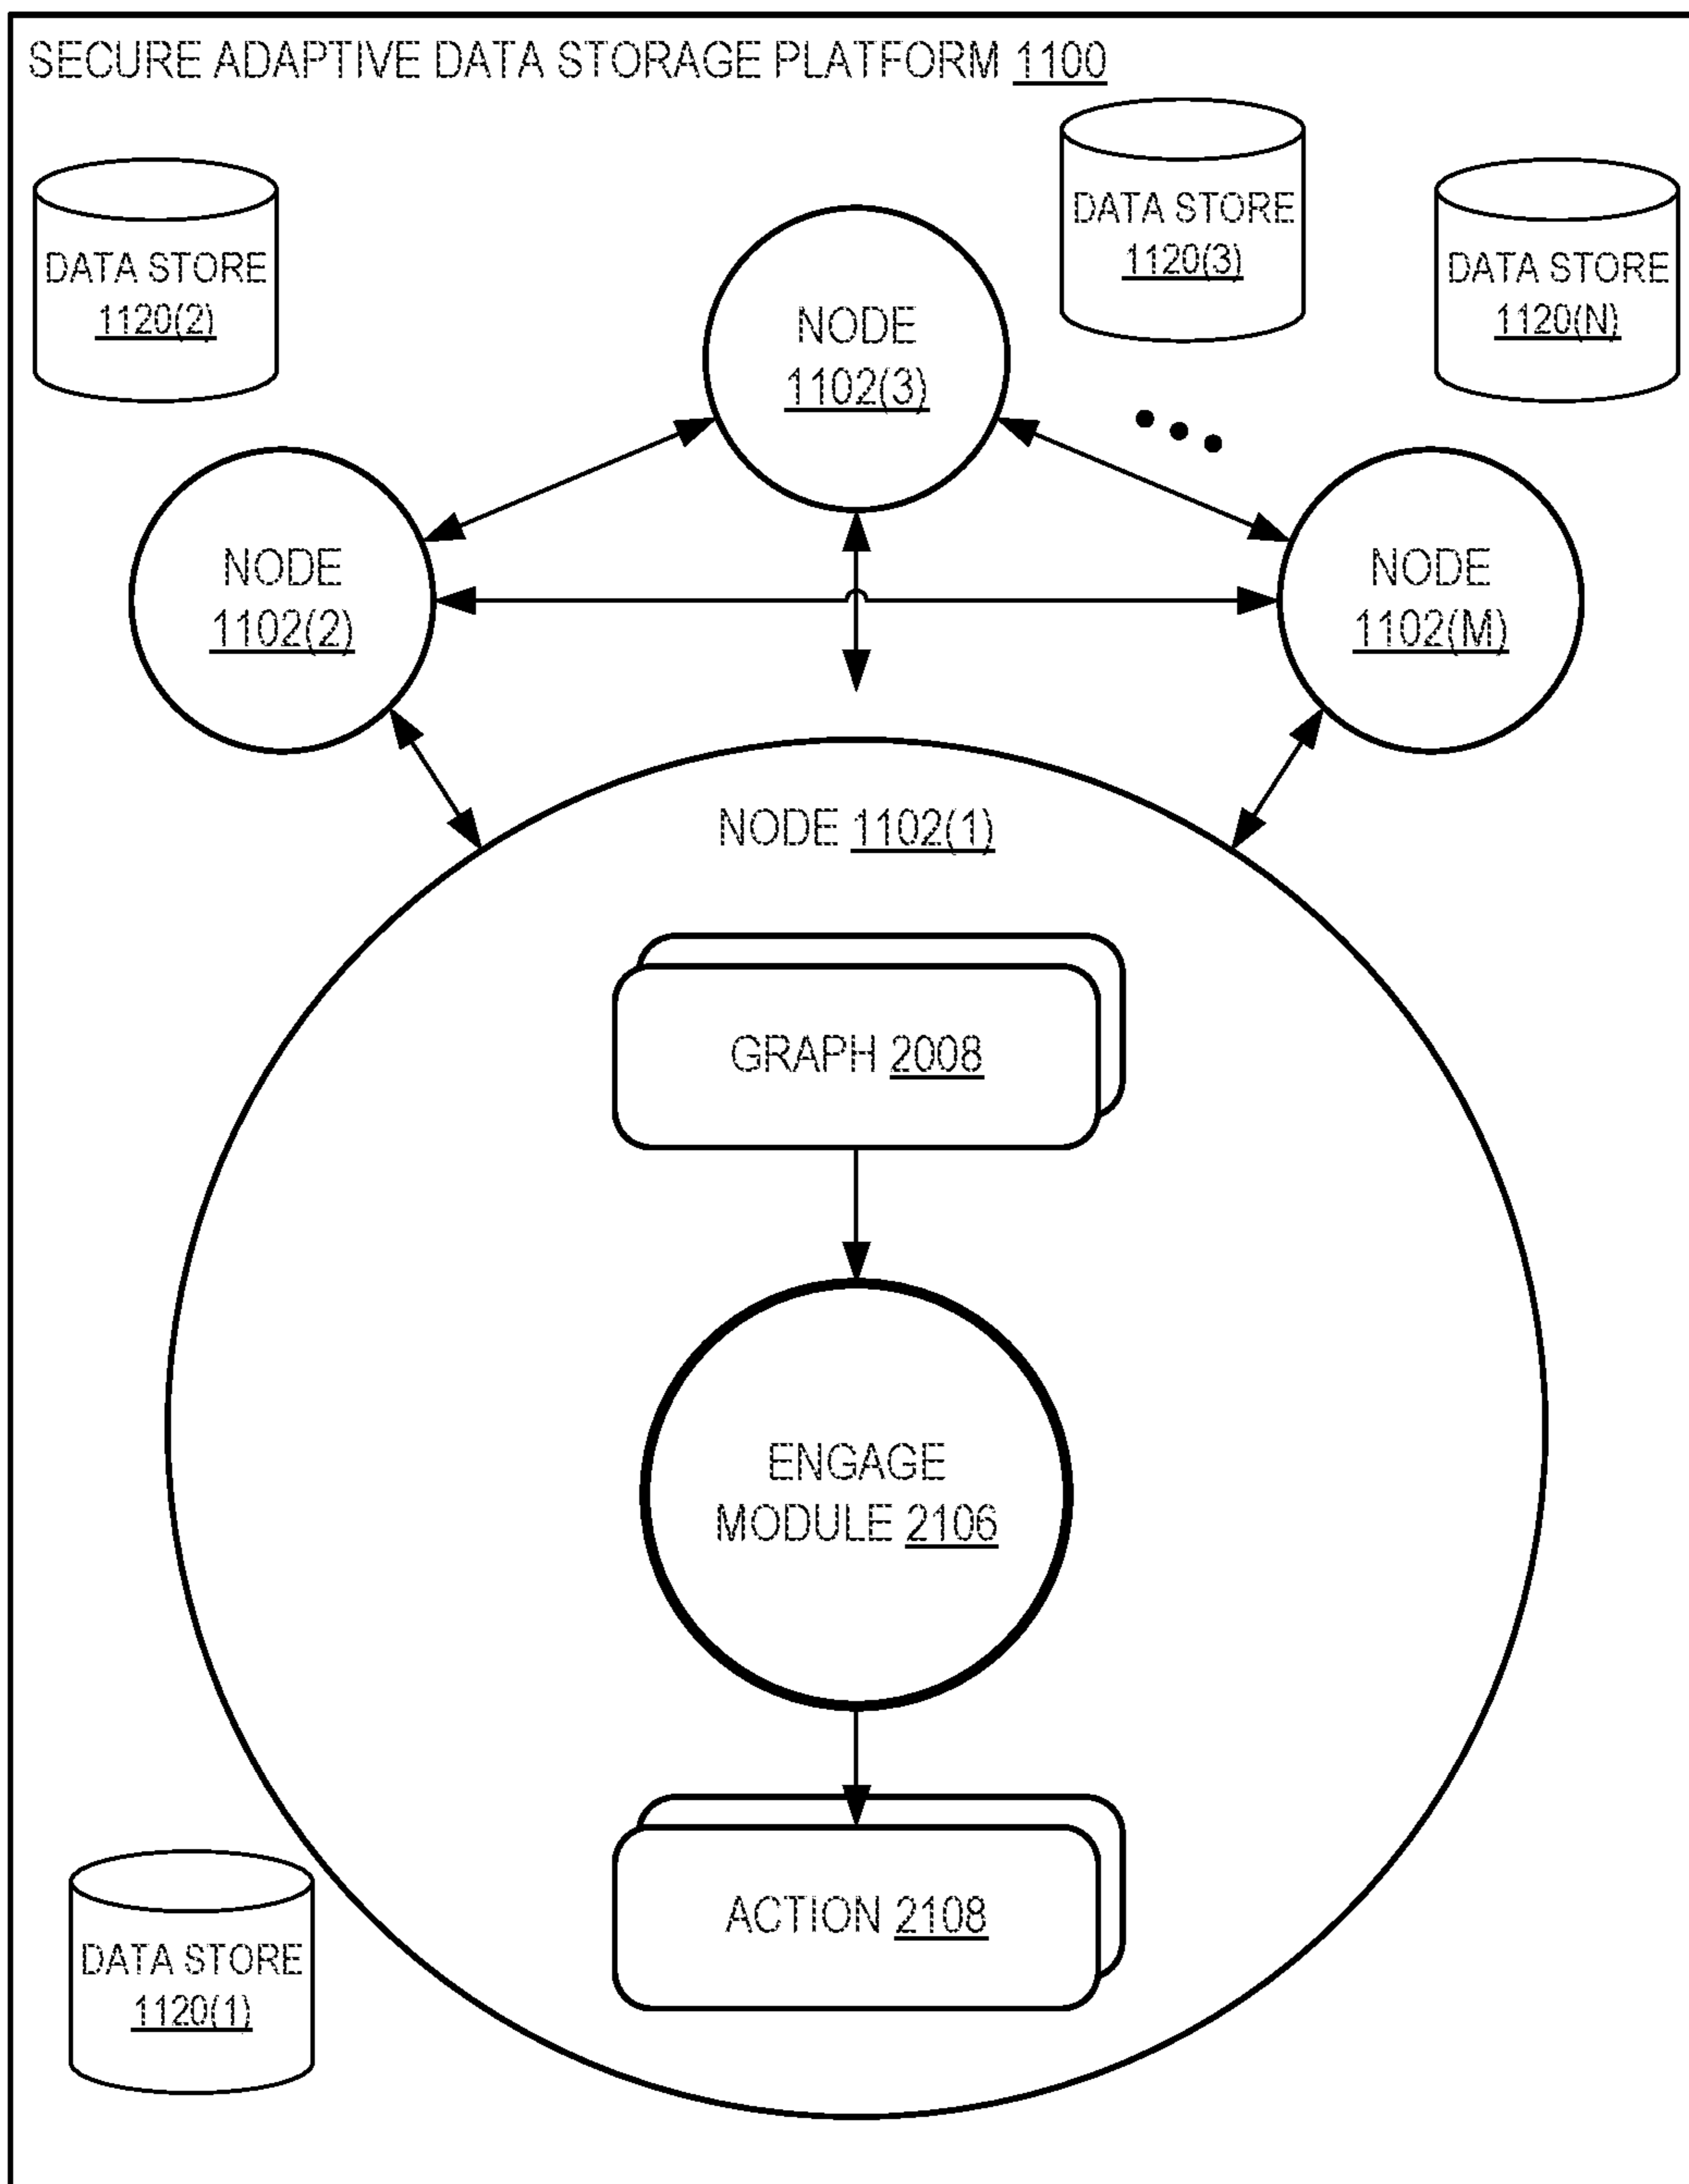 SECURE ADAPTIVE DATA STORAGE PLATFORM 1100
DATA STORE
1120(2)
NODE
1102(3)
DATA STORE
1120(3)
DATA STORE
1120(N)
NODE
1102(2)
NODE
1102(M)
NODE 1102(1)
GRAPH 2008
ENGAGE
MODULE 2106
ACTION 2108
DATA STORE
1120(1)